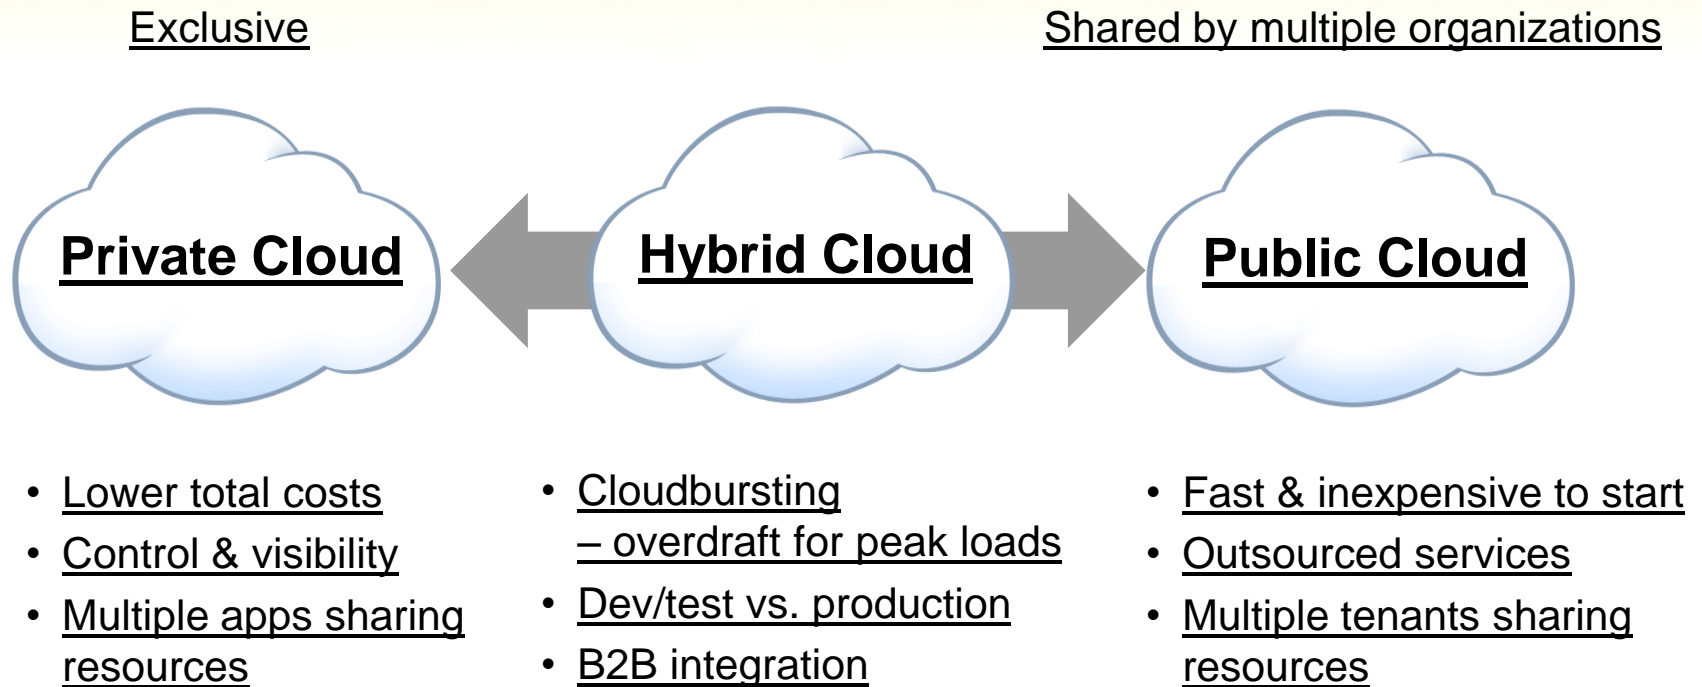 Exclusive
Shared by multiple organizations
Private Cloud
Hybrid Cloud
Public Cloud
• Lower total costs
• Control & visibility
• Multiple apps sharing
resources
• Cloudbursting
– overdraft for peak loads
• Dev/test vs. production
• B2B integration
• Fast & inexpensive to start
• Outsourced services
• Multiple tenants sharing
resources